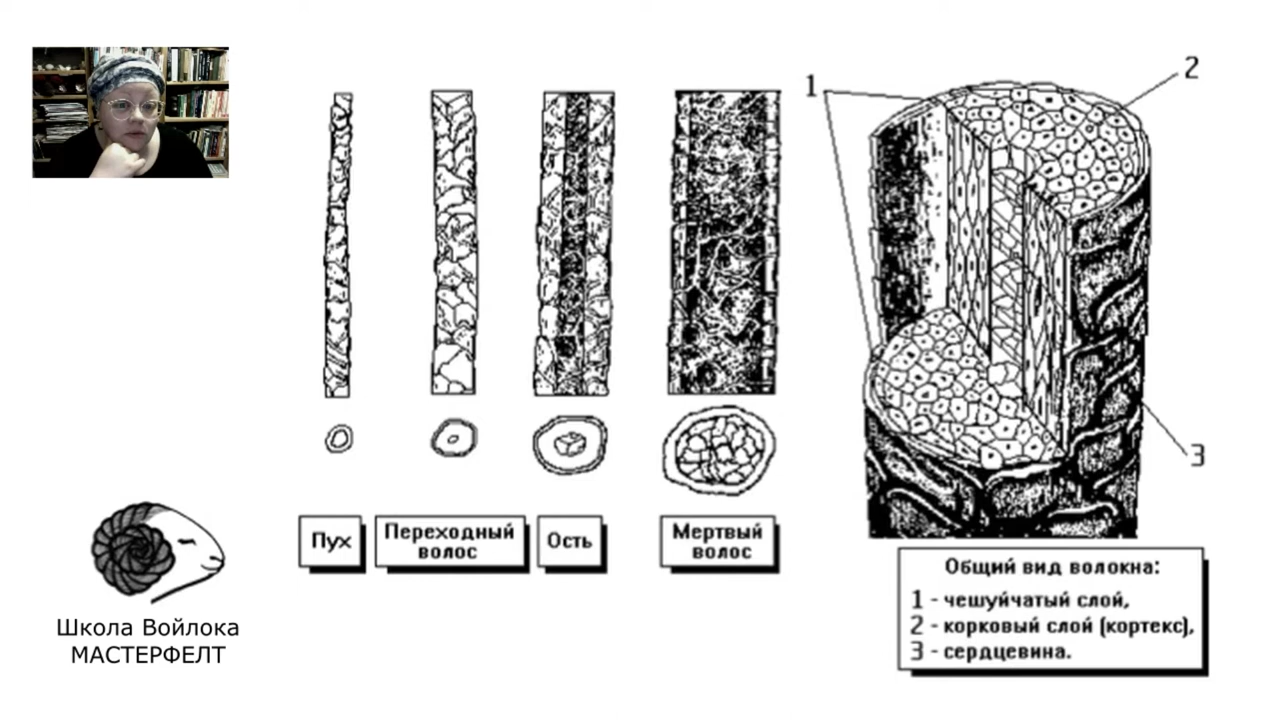 1
2
3
Пух
Переходный
волос
Ость
Мертвый
волос
Общий вид волокна:
1 - чешуйчатый слой,
2 - корковый слой (кортекс),
3 - сердцевина.
Школа Войлока
МАСТЕРФЕЛТ